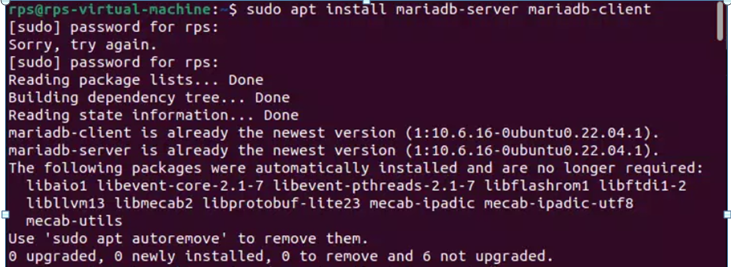 rps@rps-virtual-machine:~$ sudo apt install mariadb-server mariadb-client
[sudo] password for rps:
Sorry, try again.
[sudo] password for rps:
Reading package lists... Done
Building dependency tree... Done
Reading state information... Done
mariadb-client is already the newest version (1:10.6.16-0ubuntu0.22.04.1).
mariadb-server is already the newest version (1:10.6.16-0ubuntu0.22.04.1).
The following packages were automatically installed and are no longer required:
  libaio1 libevent-core-2.1-7 libevent-pthreads-2.1-7 libflashrom1 libftdi1-2
  libllvm13 libmecab2 libprotobuf-lite23 mecab-ipadic mecab-ipadic-utf8
  mecab-utils
Use 'sudo apt autoremove' to remove them.
0 upgraded, 0 newly installed, 0 to remove and 6 not upgraded.